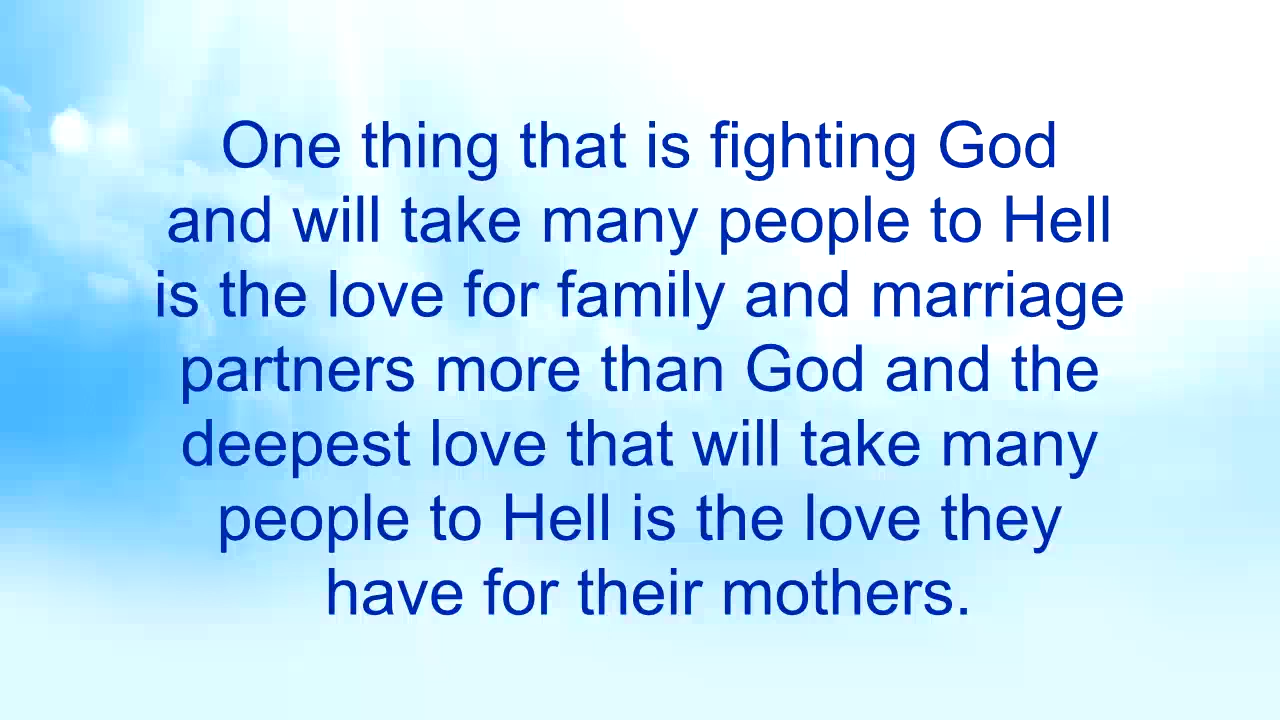 One thing that is fighting God
and will take many people to Hell
is the love for family and marriage
partners more than God and the
deepest love that will take many
people to Hell is the love they
have for their mothers.